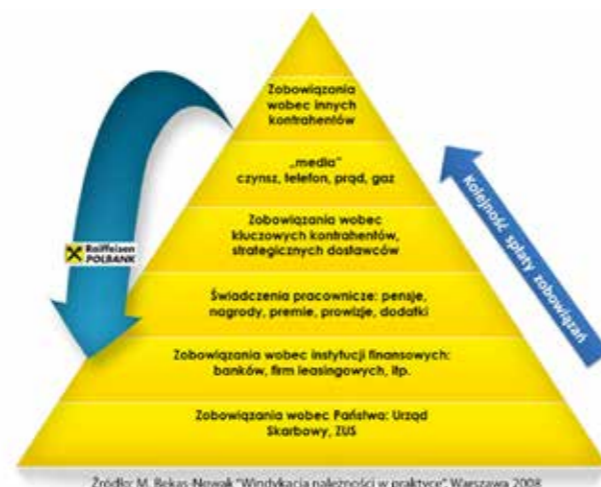 Zobowiązania
wobec innych
kontrahentów
„media"
czynsz, telefon, prąd, gaz
Zobowiązania wobec
kluczowych kontrahentów,
strategicznych dostawców
Raiffeisen
POLBANK
Kolejność spłaty zobowiązań
Świadczenia pracownicze: pensje,
nagrody, premie, prowizje, dodatki
Zobowiązania wobec instytucji finansowych:
banków, firm leasingowych, itp.
Zobowiązania wobec Państwa: Urząd
Skarbowy, ZUS
Źródło: M. Bekas-Nowak "Windykacja należności w praktyce", Warszawa 2008